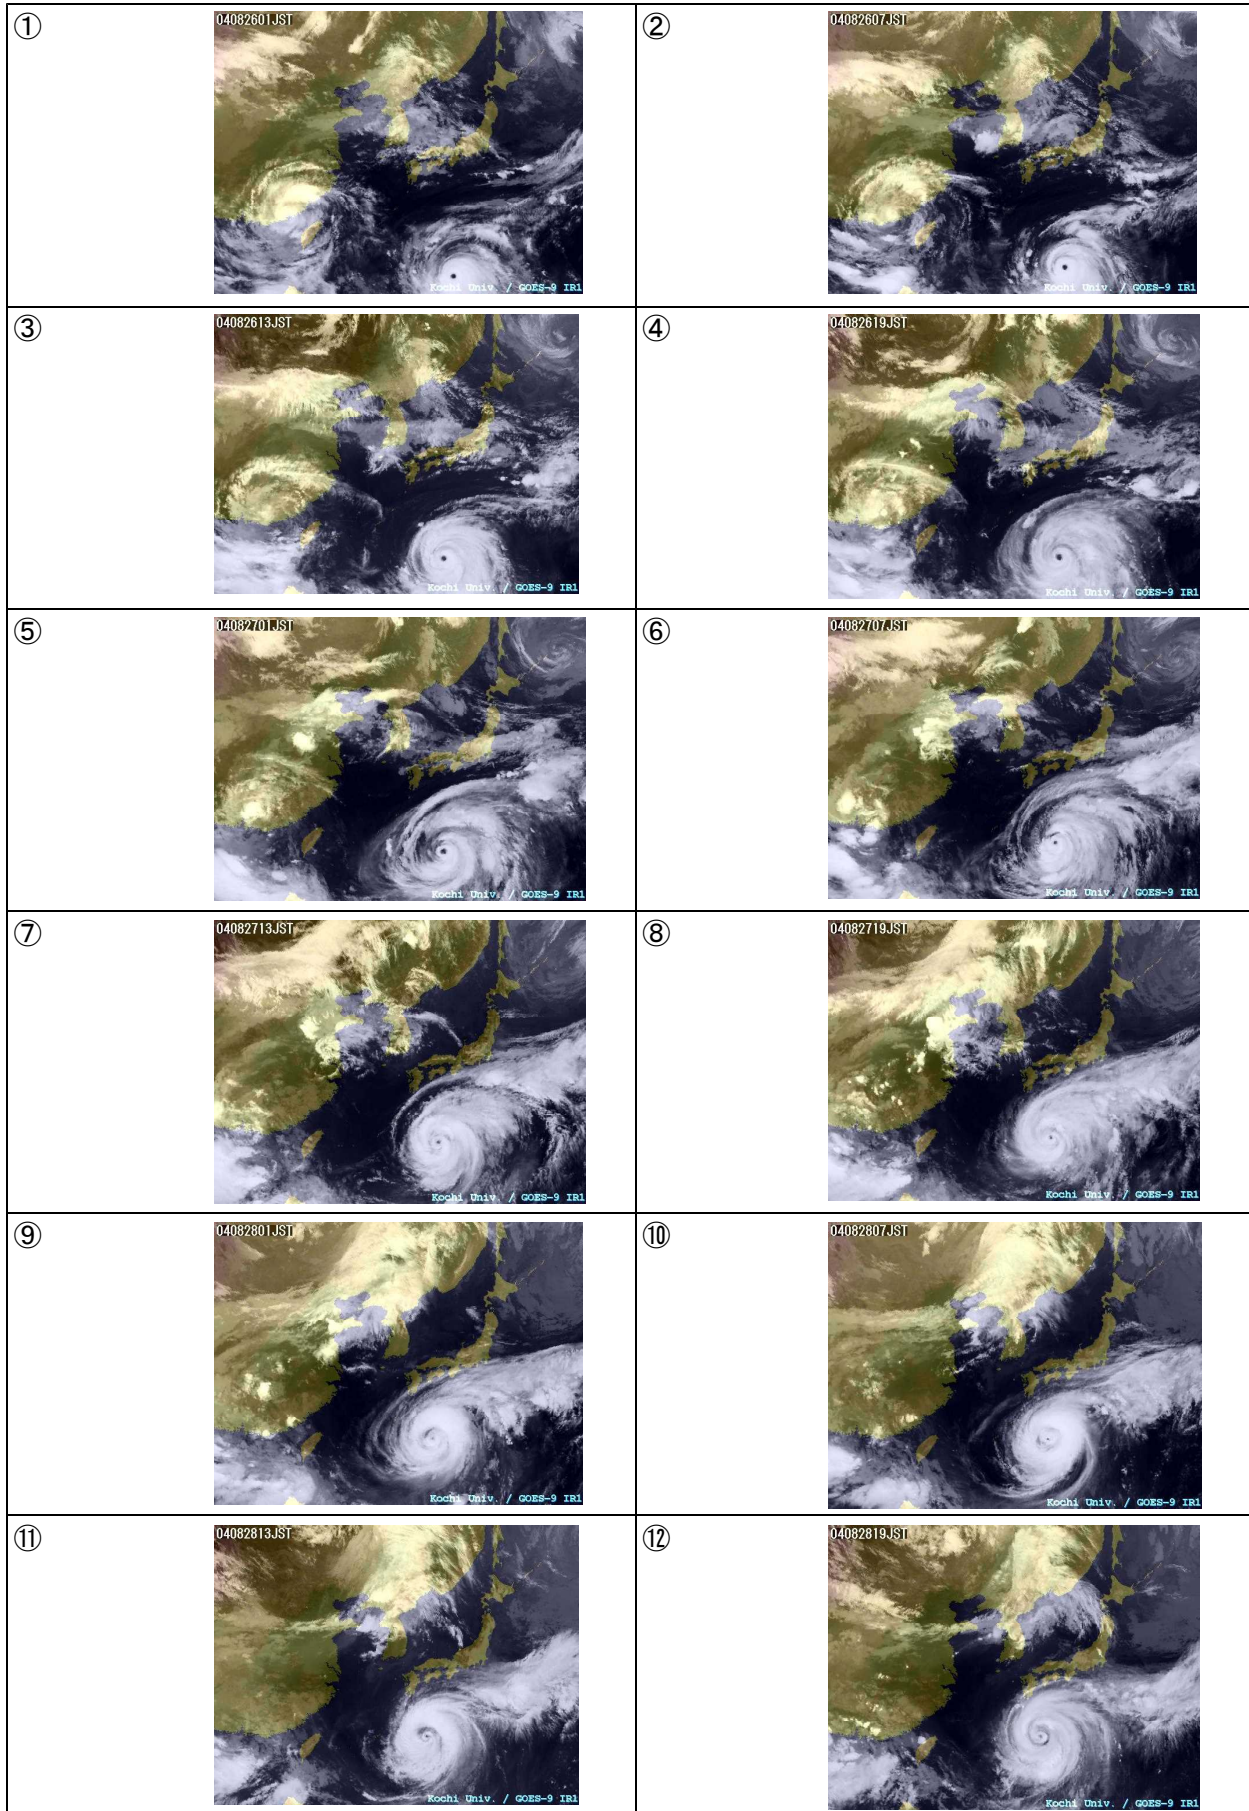 ①
04082601JST
Kochi Univ. / GOES-9 IR1
②
04082607JST
Kochi Univ. / GOES-9 IR1
③
04082613JST
Kochi Univ. / GOES-9 IR1
④
04082619JST
Kochi Univ. / GOES-9 IR1
⑤
04082701JST
Kochi Univ. / GOES-9 IR1
⑥
04082707JST
Kochi Univ. / GOES-9 IR1
⑦
04082713JST
Kochi Univ. / GOES-9 IR1
⑧
04082719JST
Kochi Univ. / GOES-9 IR1
⑨
04082801JST
Kochi Univ. / GOES-9 IR1
⑩
04082807JST
Kochi Univ. / GOES-9 IR1
⑪
04082813JST
Kochi Univ. / GOES-9 IR1
⑫
04082819JST
Kochi Univ. / GOES-9 IR1